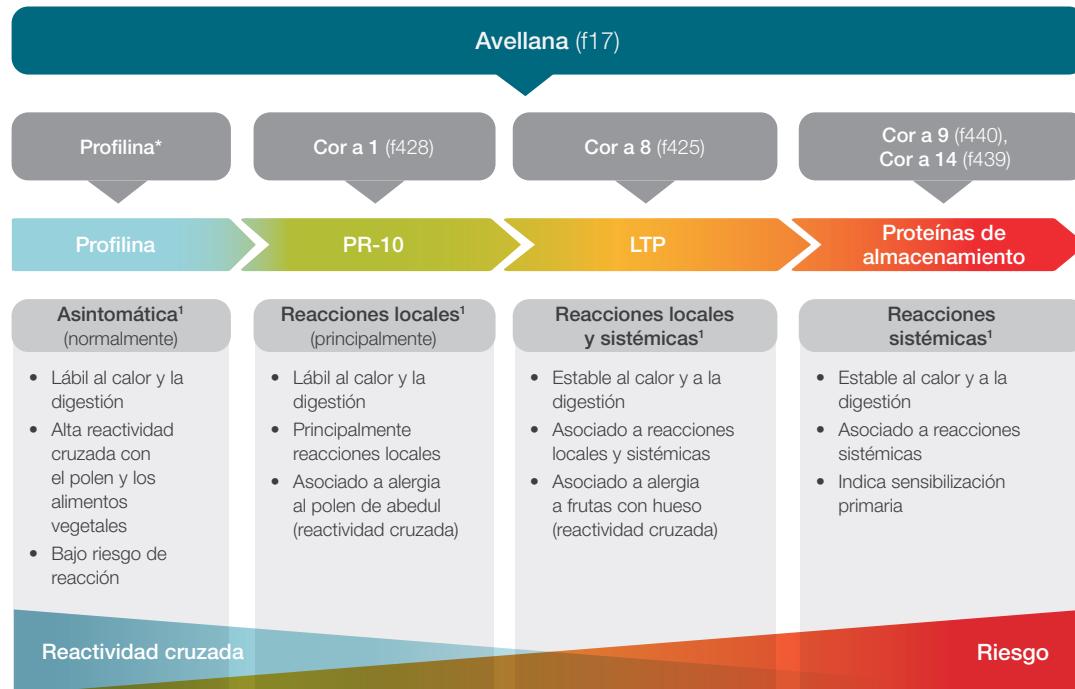 Avellana (f17)
Profilina*
Cor a 1 (f428)
Cor a 8 (f425)
Cor a 9 (f440),
Cor a 14 (f439)
Profilina
PR-10
LTP
Proteínas de
almacenamiento
Asintomática¹
(normalmente)
• Lábil al calor y la
digestión
• Alta reactividad
cruzada con
el polen y los
alimentos
vegetales
• Bajo riesgo de
reacción
Reacciones locales¹
(principalmente)
• Lábil al calor y la
digestión
• Principalmente
reacciones locales
• Asociado a alergia
al polen de abedul
(reactividad cruzada)
Reacciones locales
y sistémicas¹
• Estable al calor y a la
digestión
• Asociado a reacciones
locales y sistémicas
• Asociado a alergia
a frutas con hueso
(reactividad cruzada)
Reacciones
sistémicas¹
• Estable al calor y a la
digestión
• Asociado a reacciones
sistémicas
• Indica sensibilización
primaria
Reactividad cruzada
Riesgo